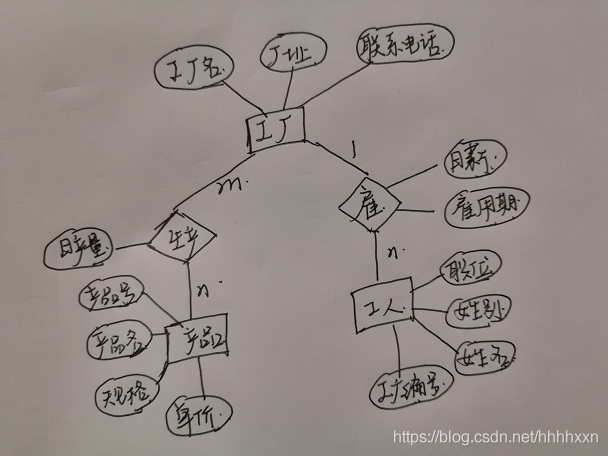 工厂名
厂址
联系电话
工厂
m.
1
日薪
雇
雇用期
生产
日产量
n.
n.
职位
产品号
工人
性别
产品名
产品
姓名
规格
单价
工人编号
https://blog.csdn.net/hhhhxxn